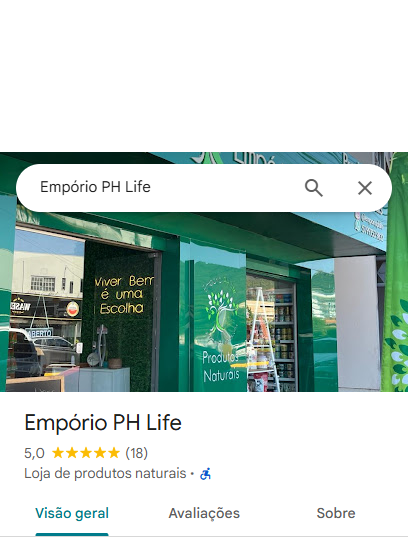 Empó
Empório PH Life
Viver Bem
é uma
Escolha
Produtos
Naturais
Empório PH Life
5,0 (18)
Loja de produtos naturais ·
Visão geral
Avaliações
Sobre